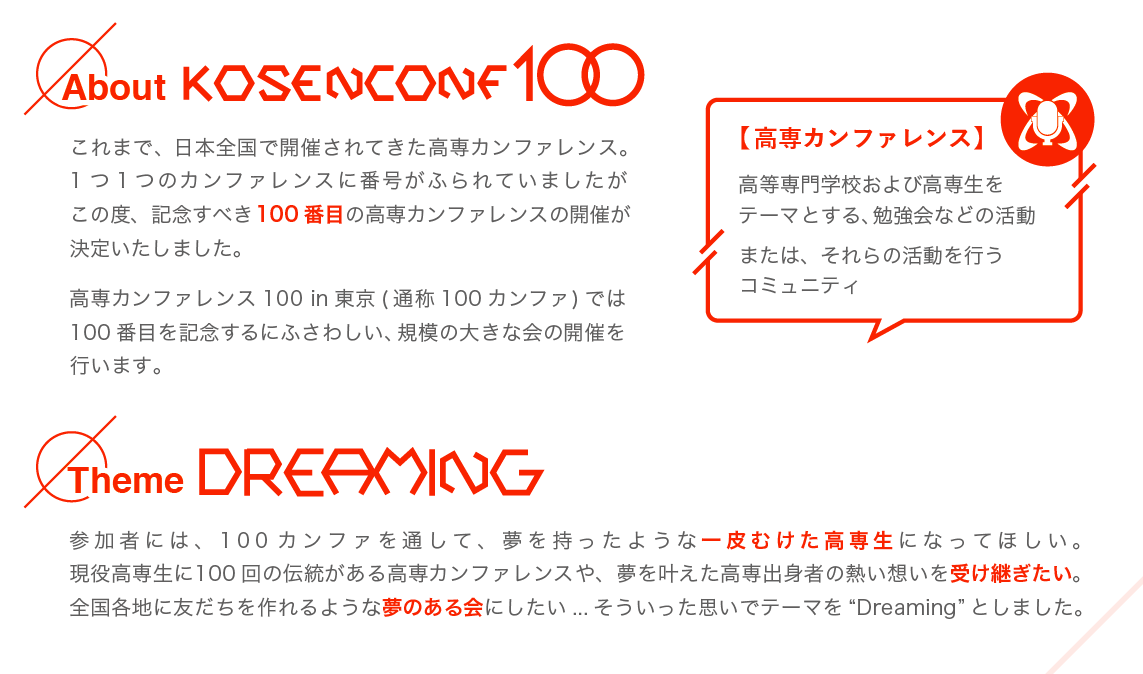 About KOSENCONF100
これまで、日本全国で開催されてきた高専カンファレンス。
1つ1つのカンファレンスに番号がふられていましたが
この度、記念すべき100番目の高専カンファレンスの開催が
決定いたしました。
高専カンファレンス 100 in 東京 ( 通称 100 カンファ) では
100 番目を記念するにふさわしい、規模の大きな会の開催を
行います。
【高専カンファレンス】
高等専門学校および高専生を
テーマとする、勉強会などの活動
または、それらの活動を行う
コミュニティ
Theme DREAMING
参加者には、100カンファを通して、夢を持ったような一皮むけた高専生になってほしい。
現役高専生に100 回の伝統がある高専カンファレンスや、夢を叶えた高専出身者の熱い想いを受け継ぎたい。
全国各地に友だちを作れるような夢のある会にしたい ... そういった思いでテーマを “Dreaming” としました。